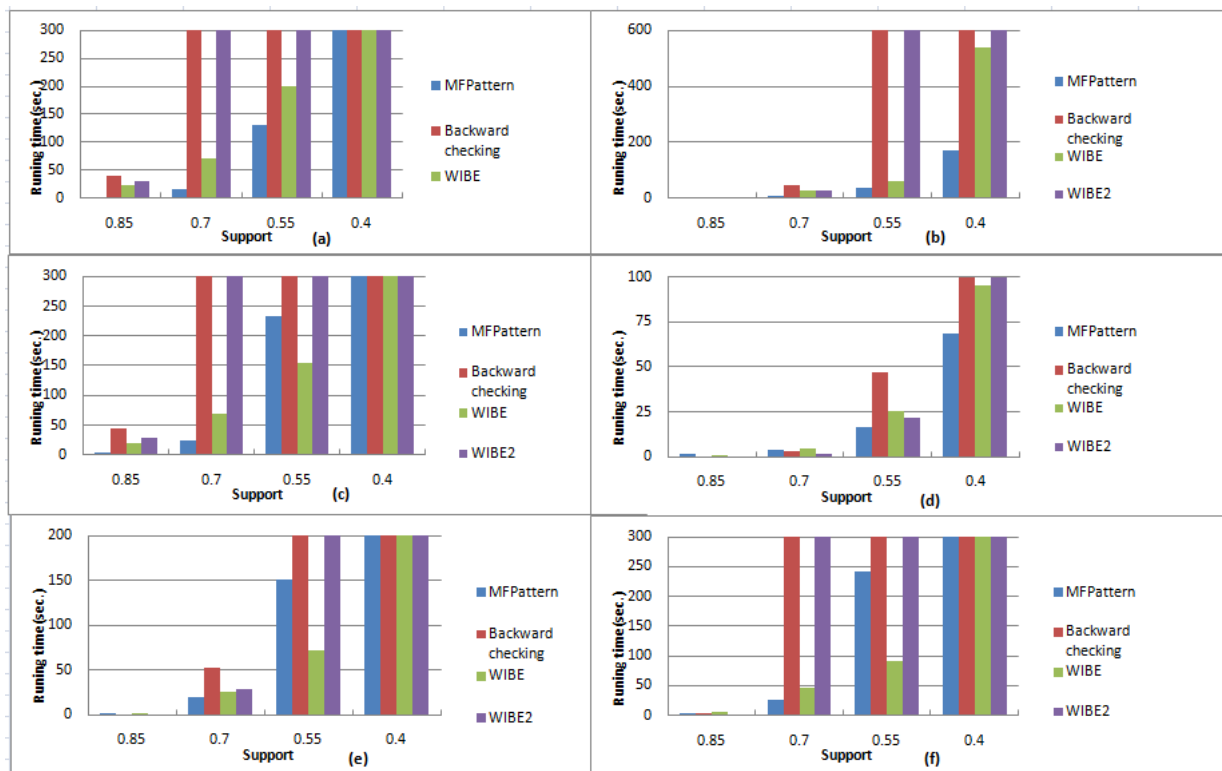 300
250
200
150
100
50
0
Runing time(sec.)
0.85 0.7 0.55 0.4
Support (a)
MFPattern
Backward
checking
WIBE
600
400
200
0
Runing time(sec.)
0.85 0.7 0.55 0.4
Support (b)
MFPattern
Backward
checking
WIBE
WIBE2
300
250
200
150
100
50
0
Runing time(sec.)
0.85 0.7 0.55 0.4
Support (c)
MFPattern
Backward
checking
WIBE
WIBE2
100
75
50
25
0
Runing time(sec.)
0.85 0.7 0.55 0.4
Support (d)
MFPattern
Backward
checking
WIBE
WIBE2
200
150
100
50
0
Runing time(sec.)
0.85 0.7 0.55 0.4
Support (e)
MFPattern
Backward
checking
WIBE
WIBE2
300
250
200
150
100
50
0
Runing time(sec.)
0.85 0.7 0.55 0.4
Support (f)
MFPattern
Backward
checking
WIBE
WIBE2